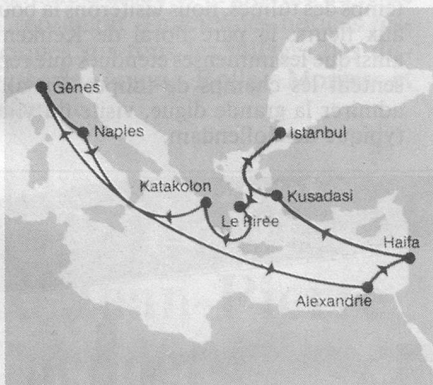 Gênes
Naples
Istanbul
Katakolon
Kusadasi
Le Pirée
Haifa
Alexandrie